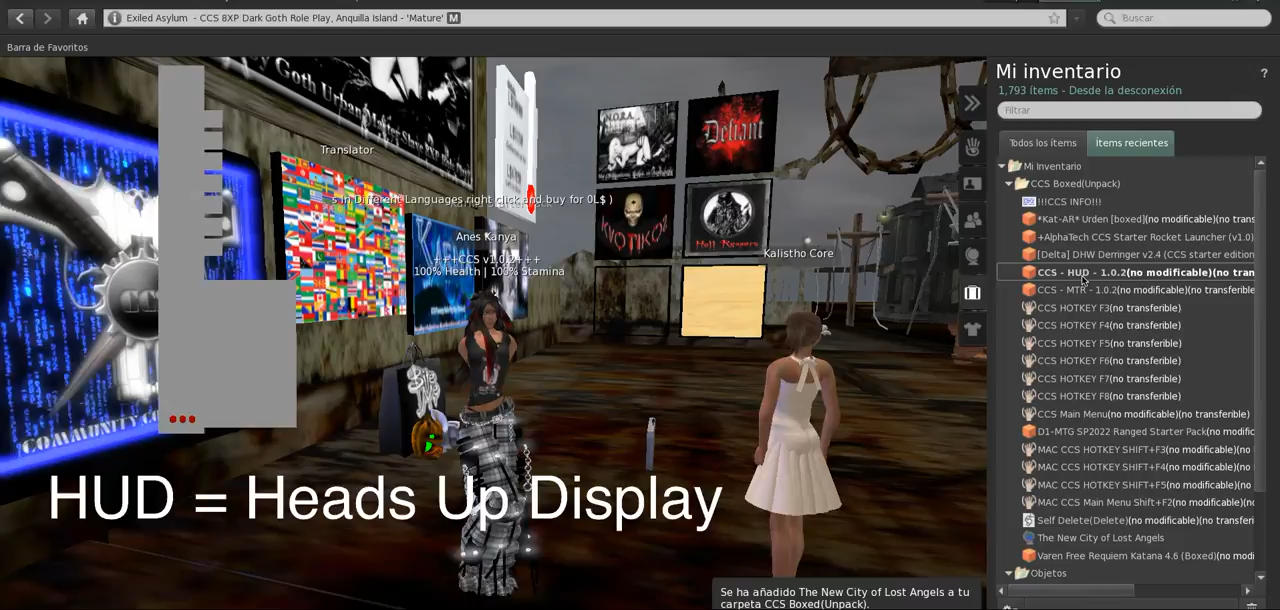 Exiled Asylum - CCS 8XP Dark Goth Role Play, Anquilla Island - 'Mature' M
Buscar
Barra de Favoritos
Mi inventario
?
1,793 ítems - Desde la desconexión
Filtrar
Todos los ítems
Ítems recientes
Mi Inventario
CCS Boxed(Unpack)
!!!CCS INFO!!!
*Kat-AR* Urden [boxed](no modificable)(no trans
+AlphaTech CCS Starter Rocket Launcher (v1.0)
[Delta] DHW Derringer v2.4 (CCS starter edition
CCS - HUD - 1.0.2(no modificable)(no tran
CCS - MTR - 1.0.2(no modificable)(no transferible
CCS HOTKEY F3(no transferible)
CCS HOTKEY F4(no transferible)
CCS HOTKEY F5(no transferible)
CCS HOTKEY F6(no transferible)
CCS HOTKEY F7(no transferible)
CCS HOTKEY F8(no transferible)
CCS Main Menu(no modificable)(no transferible)
D1-MTG SP2022 Ranged Starter Pack(no modif
MAC CCS HOTKEY SHIFT+F3(no modificable)(no
MAC CCS HOTKEY SHIFT+F4(no modificable)(no
MAC CCS HOTKEY SHIFT+F5(no modificable)(no
MAC CCS Main Menu Shift+F2(no modificable)(no
Self Delete(Delete)(no modificable)(no transferi
The New City of Lost Angels
Varen Free Requiem Katana 4.6 (Boxed)(no modi
Objetos
Translator
s in Different Languages right click and buy for 0L$ )
Anes Kanya
+++CCS v1.0.2+++
100% Health | 100% Stamina
Kalistho Core
N.O.R.A.
Defiant
KYOTIKOS
Hell Reapers
Bite Me
HUD = Heads Up Display
Se ha añadido The New City of Lost Angels a tu
carpeta CCS Boxed(Unpack).